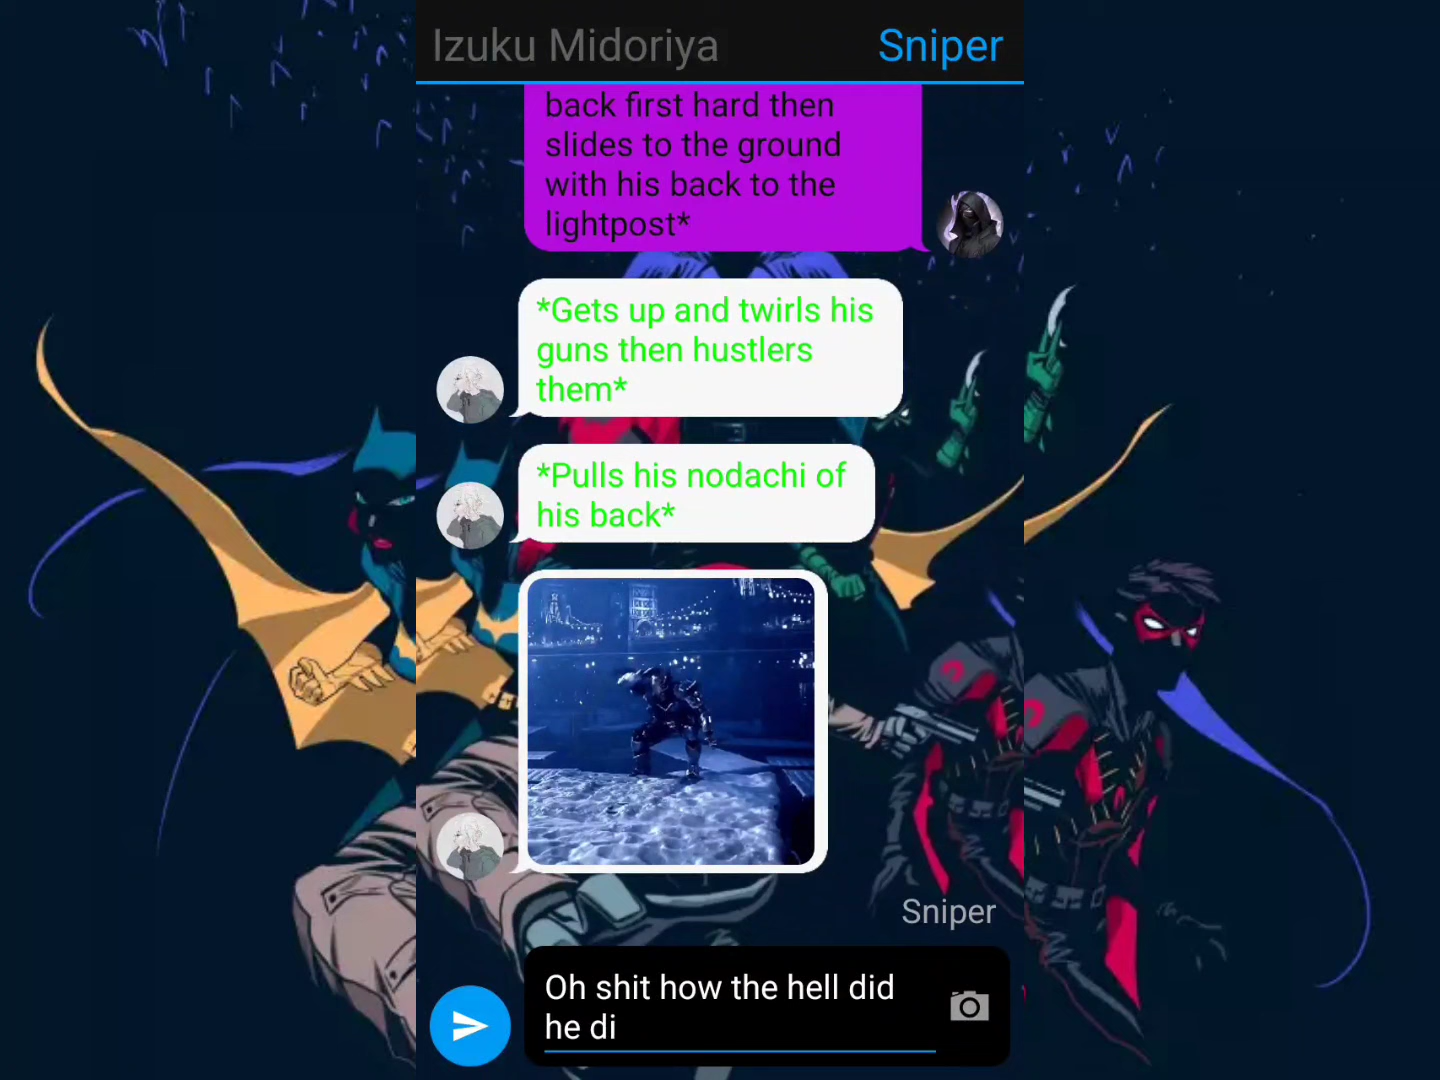 Izuku Midoriya Sniper
back first hard then
slides to the ground
with his back to the
lightpost*
*Gets up and twirls his
guns then hustlers
them*
*Pulls his nodachi of
his back*
Sniper
Oh shit how the hell did
he di